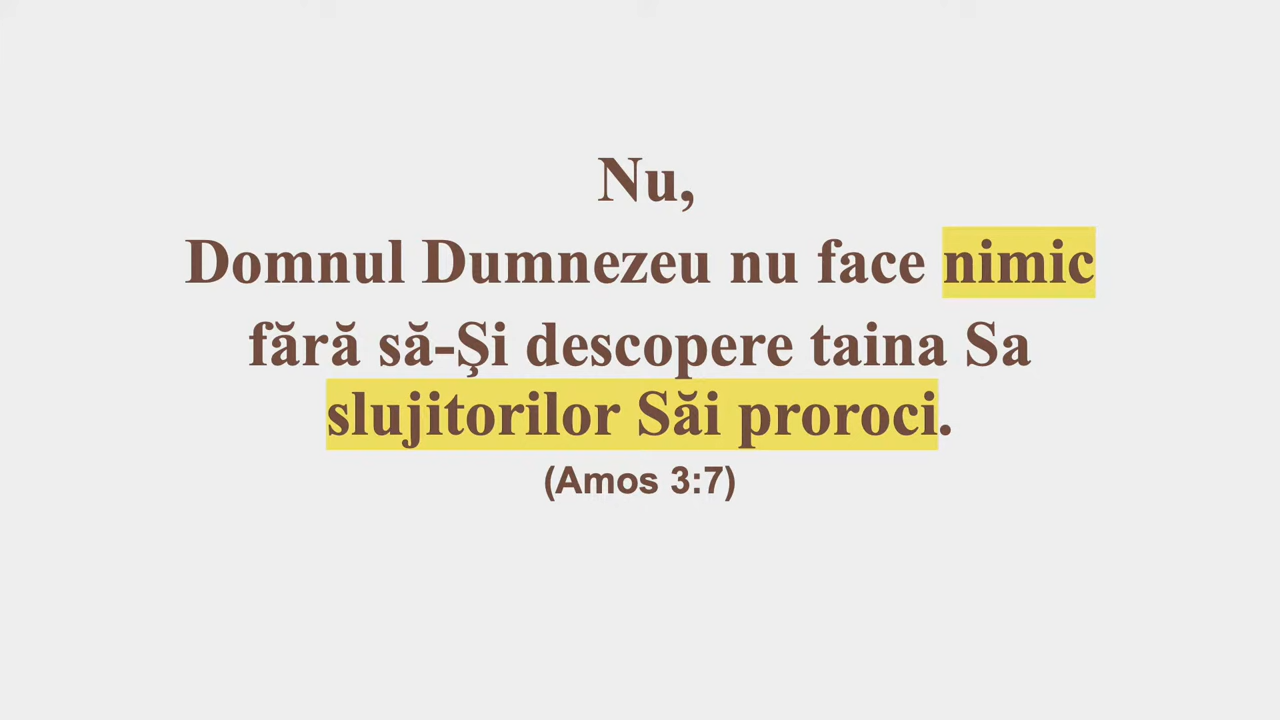 Nu,
Domnul Dumnezeu nu face nimic
fără să-Şi descopere taina Sa
slujitorilor Săi proroci.
(Amos 3:7)